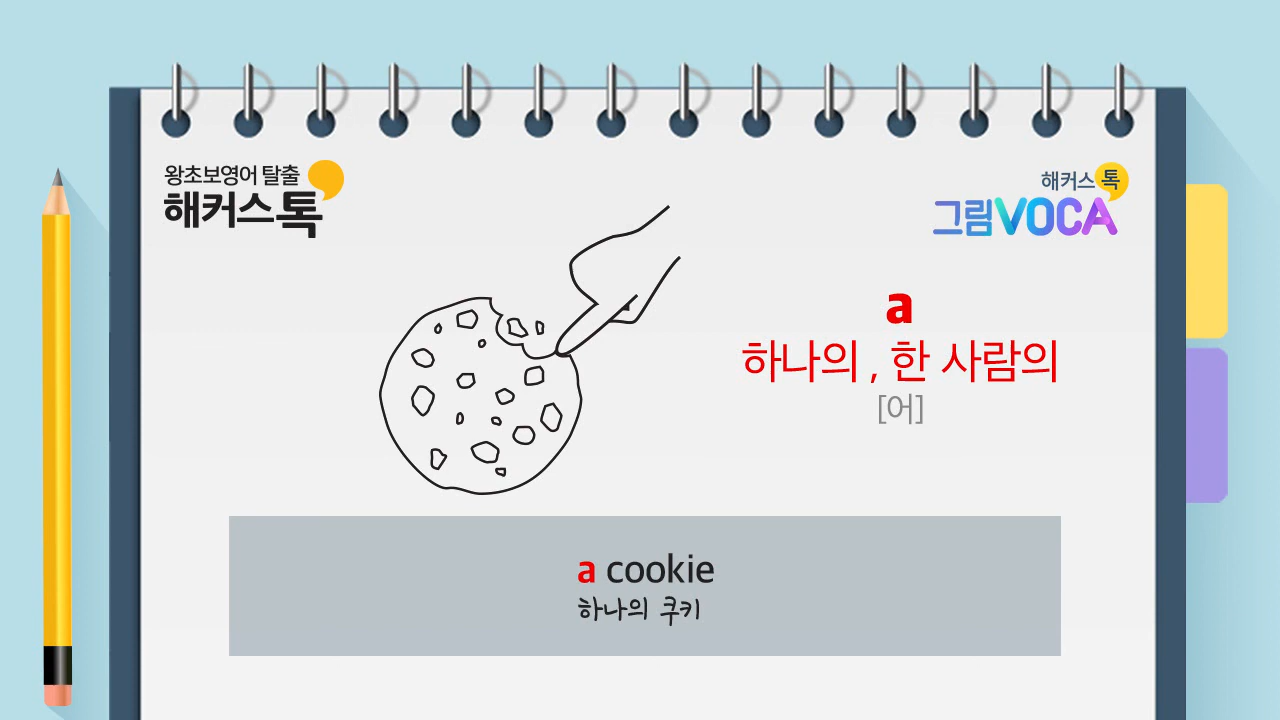 왕초보영어 탈출
해커스톡
해커스톡
그림VOCA
a
하나의 , 한 사람의
[어]
a cookie
하나의 쿠키